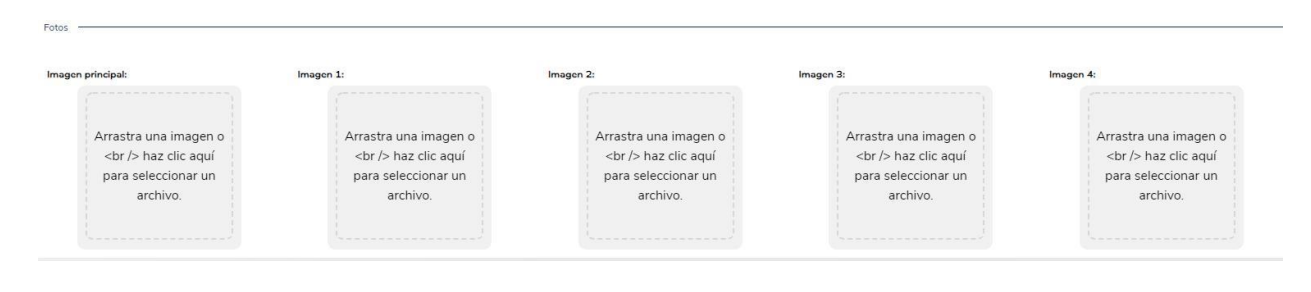 Fotos
Imagen principal:
Imagen 1:
Imagen 2:
Imagen 3:
Imagen 4:
Arrastra una imagen o
<br /> haz clic aquí
para seleccionar un
archivo.
Arrastra una imagen o
<br /> haz clic aquí
para seleccionar un
archivo.
Arrastra una imagen o
<br /> haz clic aquí
para seleccionar un
archivo.
Arrastra una imagen o
<br /> haz clic aquí
para seleccionar un
archivo.
Arrastra una imagen o
<br /> haz clic aquí
para seleccionar un
archivo.